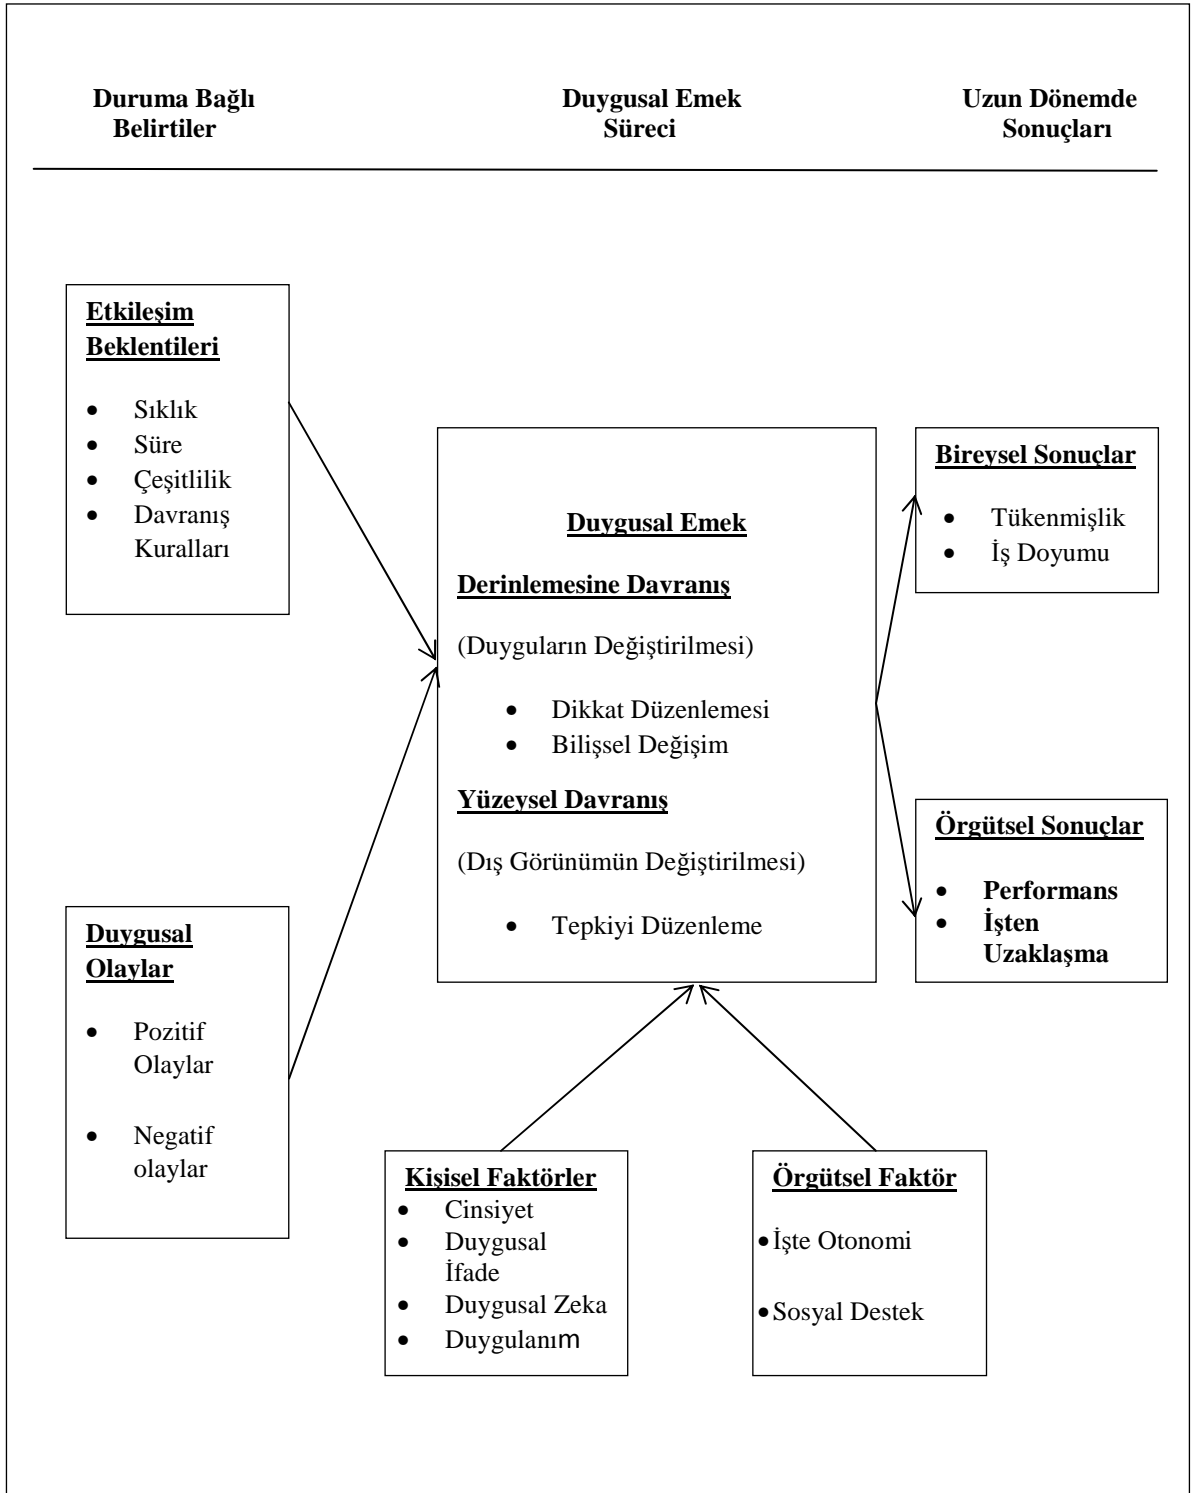 Duruma Bağlı
Belirtiler
Duygusal Emek
Süreci
Uzun Dönemde
Sonuçları
Etkileşim
Beklentileri
• Sıklık
• Süre
• Çeşitlilik
• Davranış
Kuralları
Duygusal
Olaylar
• Pozitif
Olaylar
• Negatif
olaylar
Duygusal Emek
Derinlemesine Davranış
(Duyguların Değiştirilmesi)
• Dikkat Düzenlemesi
• Bilişsel Değişim
Yüzeysel Davranış
(Dış Görünümün Değiştirilmesi)
• Tepkiyi Düzenleme
Bireysel Sonuçlar
• Tükenmişlik
• İş Doyumu
Örgütsel Sonuçlar
• Performans
• İşten
Uzaklaşma
Kişisel Faktörler
• Cinsiyet
• Duygusal
İfade
• Duygusal Zeka
• Duygulanım
Örgütsel Faktör
• İşte Otonomi
• Sosyal Destek